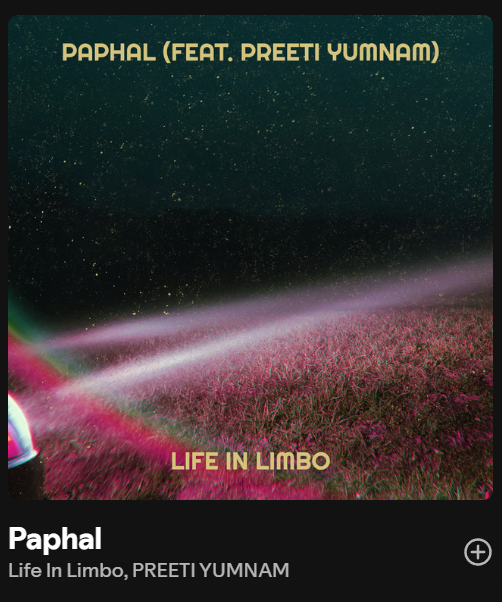 PAPHAL (FEAT. PREETI YUMNAM)
LIFE IN LIMBO
Paphal
Life In Limbo, PREETI YUMNAM